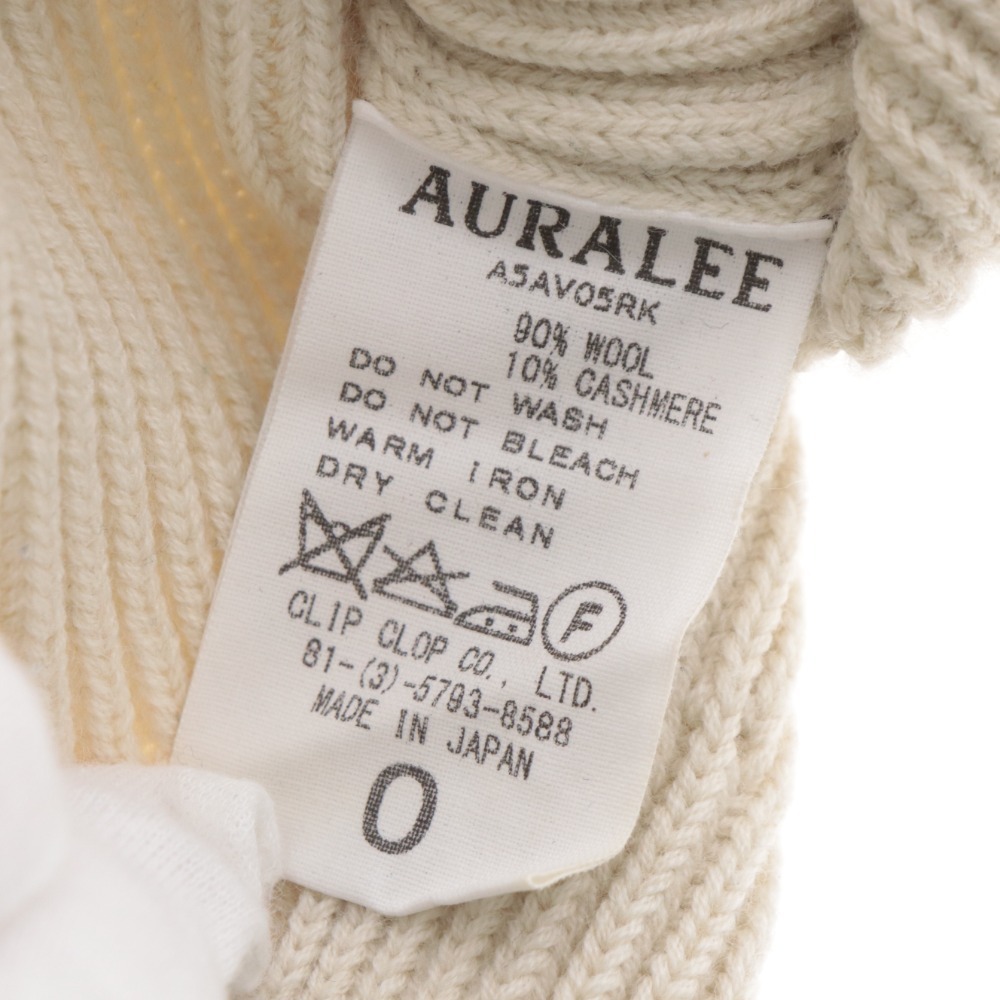 AURALEE
A5AV05RK
90% WOOL
10% CASHMERE
DO NOT WASH
DO NOT BLEACH
WARM IRON
DRY CLEAN
F
CLIP CLOP CO., LTD.
81-(3)-5793-8588
MADE IN JAPAN
0